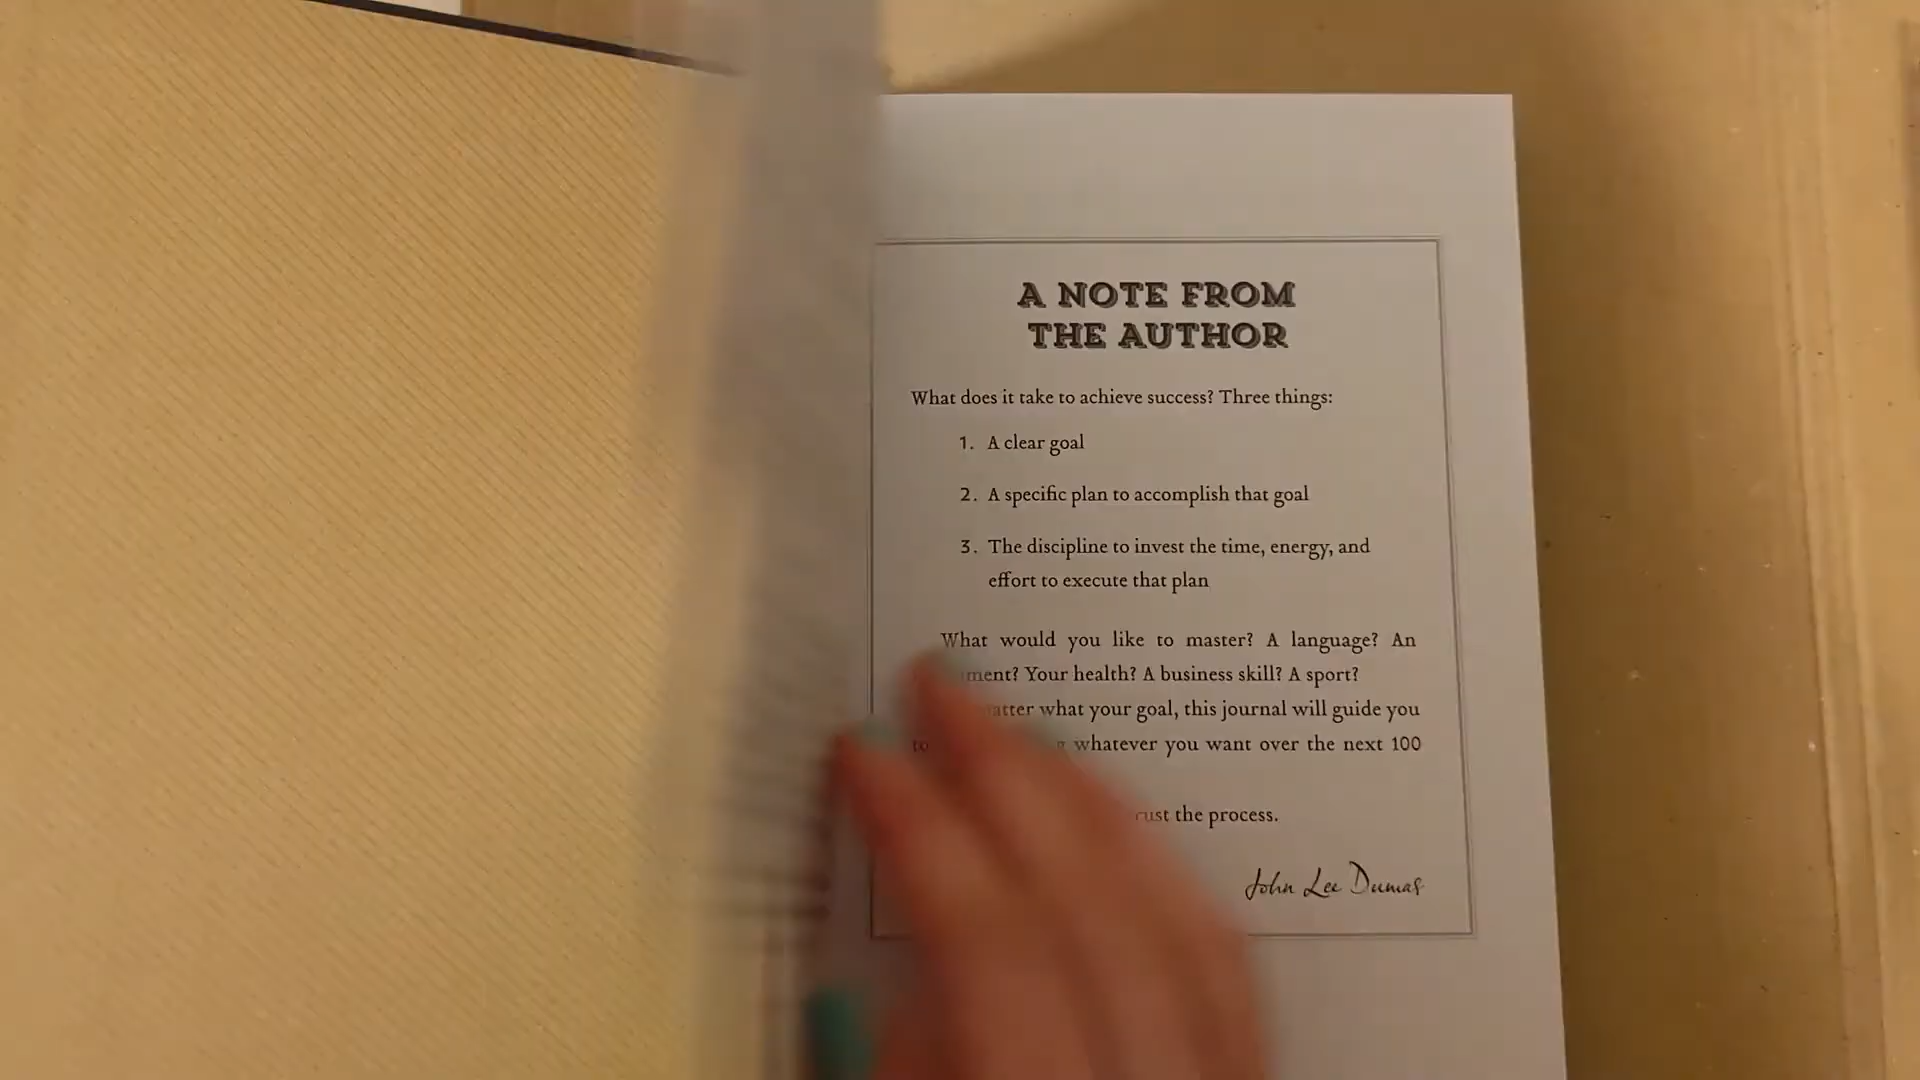 A NOTE FROM
THE AUTHOR
What does it take to achieve success? Three things:
1. A clear goal
2. A specific plan to accomplish that goal
3. The discipline to invest the time, energy, and
effort to execute that plan
What would you like to master? A language? An
Your health? A business skill? A sport?
what your goal, this journal will guide you
whatever you want over the next 100
the process.
John Lee Dumas